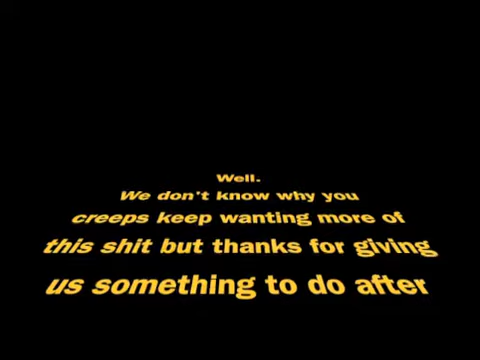 Well.
We don't know why you
creeps keep wanting more of
this shit but thanks for giving
us something to do after